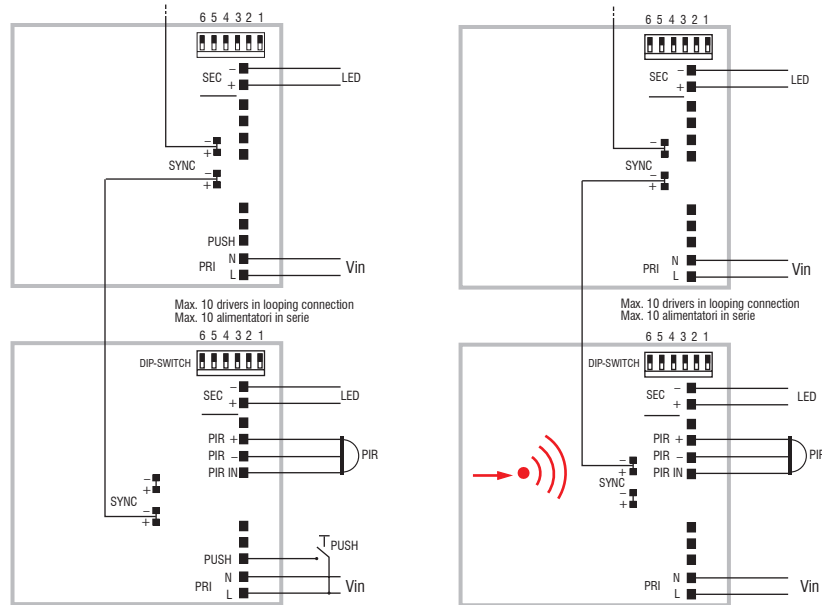 6 5 4 3 2 1
–
SEC
+
LED
–
+
SYNC
–
+
PUSH
N
PRI
L
Vin
Max. 10 drivers in looping connection
Max. 10 alimentatori in serie
6 5 4 3 2 1
DIP-SWITCH
–
SEC
+
LED
PIR +
PIR –
PIR IN
PIR
–
+
SYNC
–
+
PUSH
PUSH
N
PRI
L
Vin
6 5 4 3 2 1
–
SEC
+
LED
–
+
SYNC
–
+
N
PRI
L
Vin
Max. 10 drivers in looping connection
Max. 10 alimentatori in serie
6 5 4 3 2 1
DIP-SWITCH
–
SEC
+
LED
PIR +
PIR –
PIR IN
–
+
SYNC
–
+
N
PRI
L
Vin